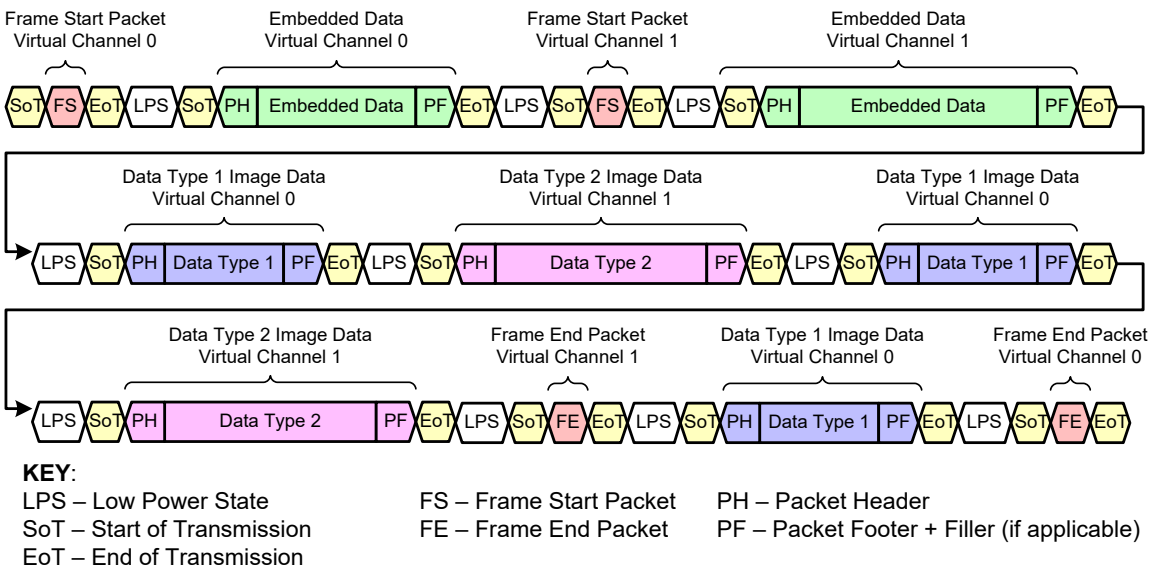 Frame Start Packet
Virtual Channel 0
Embedded Data
Virtual Channel 0
Frame Start Packet
Virtual Channel 1
Embedded Data
Virtual Channel 1
SoT FS EoT LPS SoT PH Embedded Data PF EoT LPS SoT FS EoT LPS SoT PH Embedded Data PF EoT
Data Type 1 Image Data
Virtual Channel 0
Data Type 2 Image Data
Virtual Channel 1
Data Type 1 Image Data
Virtual Channel 0
LPS SoT PH Data Type 1 PF EoT LPS SoT PH Data Type 2 PF EoT LPS SoT PH Data Type 1 PF EoT
Data Type 2 Image Data
Virtual Channel 1
Frame End Packet
Virtual Channel 1
Data Type 1 Image Data
Virtual Channel 0
Frame End Packet
Virtual Channel 0
LPS SoT PH Data Type 2 PF EoT LPS SoT FE EoT LPS SoT PH Data Type 1 PF EoT LPS SoT FE EoT
KEY:
LPS – Low Power State
SoT – Start of Transmission
EoT – End of Transmission
FS – Frame Start Packet
FE – Frame End Packet
PH – Packet Header
PF – Packet Footer + Filler (if applicable)